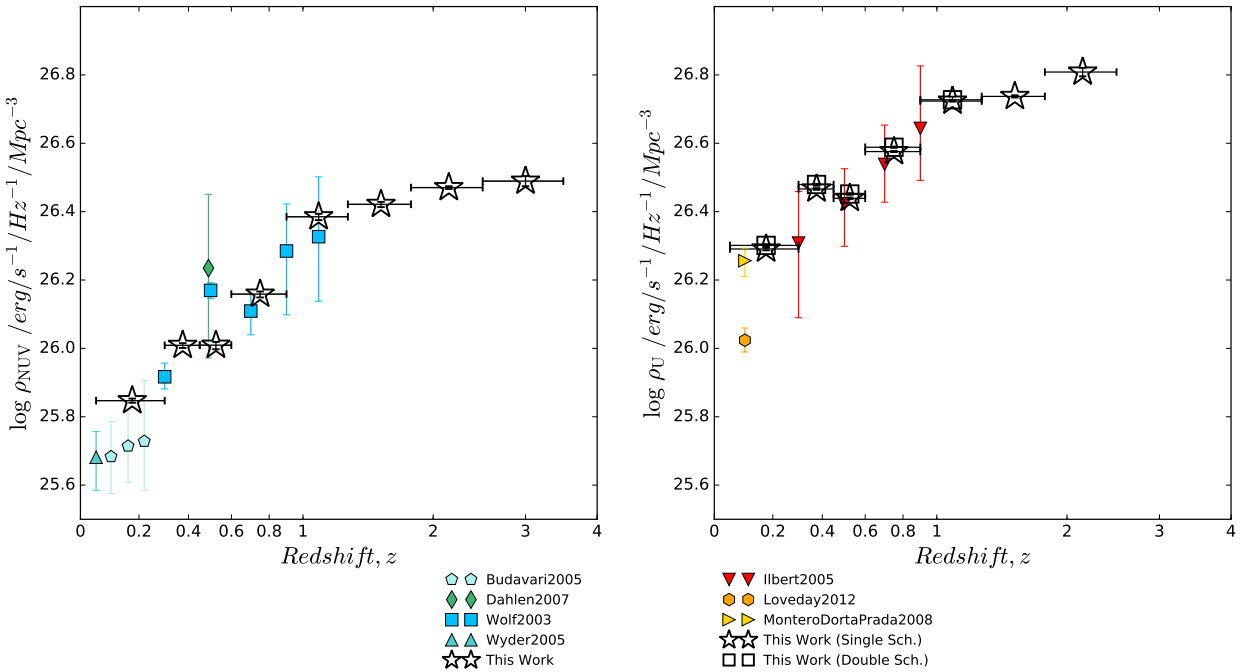 log ρNUV /erg/s−1/Hz−1/Mpc−3
26.8
26.6
26.4
26.2
26.0
25.8
25.6
0 0.2 0.4 0.6 0.8 1 2 3 4
Redshift, z
Budavari2005
Dahlen2007
Wolf2003
Wyder2005
This Work
log ρU /erg/s−1/Hz−1/Mpc−3
26.8
26.6
26.4
26.2
26.0
25.8
25.6
0 0.2 0.4 0.6 0.8 1 2 3 4
Redshift, z
Ilbert2005
Loveday2012
MonteroDortaPrada2008
This Work (Single Sch.)
This Work (Double Sch.)